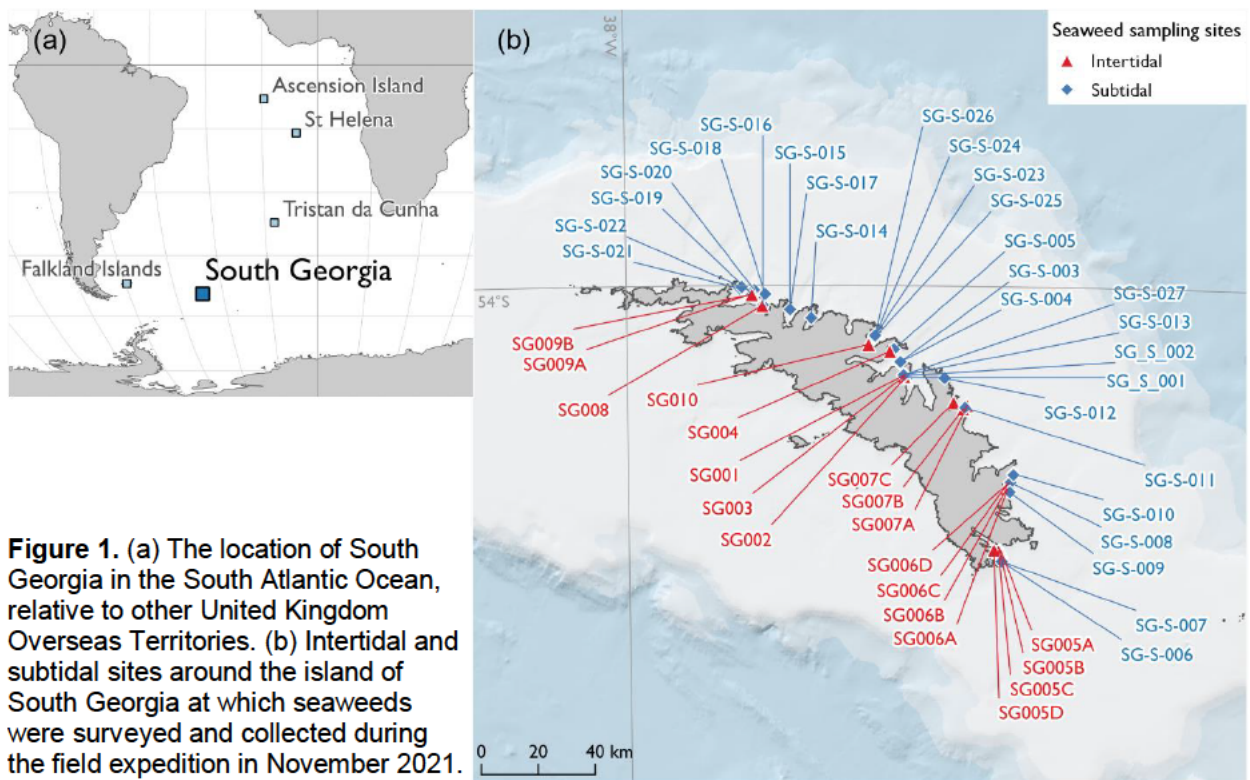 (a)
Ascension Island
St Helena
Tristan da Cunha
Falkland Islands
South Georgia
(b)
38°W
54°S
Seaweed sampling sites
Intertidal
Subtidal
SG-S-016
SG-S-018
SG-S-020
SG-S-019
SG-S-022
SG-S-021
SG-S-015
SG-S-017
SG-S-014
SG-S-026
SG-S-024
SG-S-023
SG-S-025
SG-S-005
SG-S-003
SG-S-004
SG-S-027
SG-S-013
SG_S_002
SG_S_001
SG-S-012
SG-S-011
SG-S-010
SG-S-008
SG-S-009
SG-S-007
SG-S-006
SG009B
SG009A
SG008
SG010
SG004
SG001
SG003
SG002
SG007C
SG007B
SG007A
SG006D
SG006C
SG006B
SG006A
SG005A
SG005B
SG005C
SG005D
0 20 40 km
Figure 1. (a) The location of South
Georgia in the South Atlantic Ocean,
relative to other United Kingdom
Overseas Territories. (b) Intertidal and
subtidal sites around the island of
South Georgia at which seaweeds
were surveyed and collected during
the field expedition in November 2021.